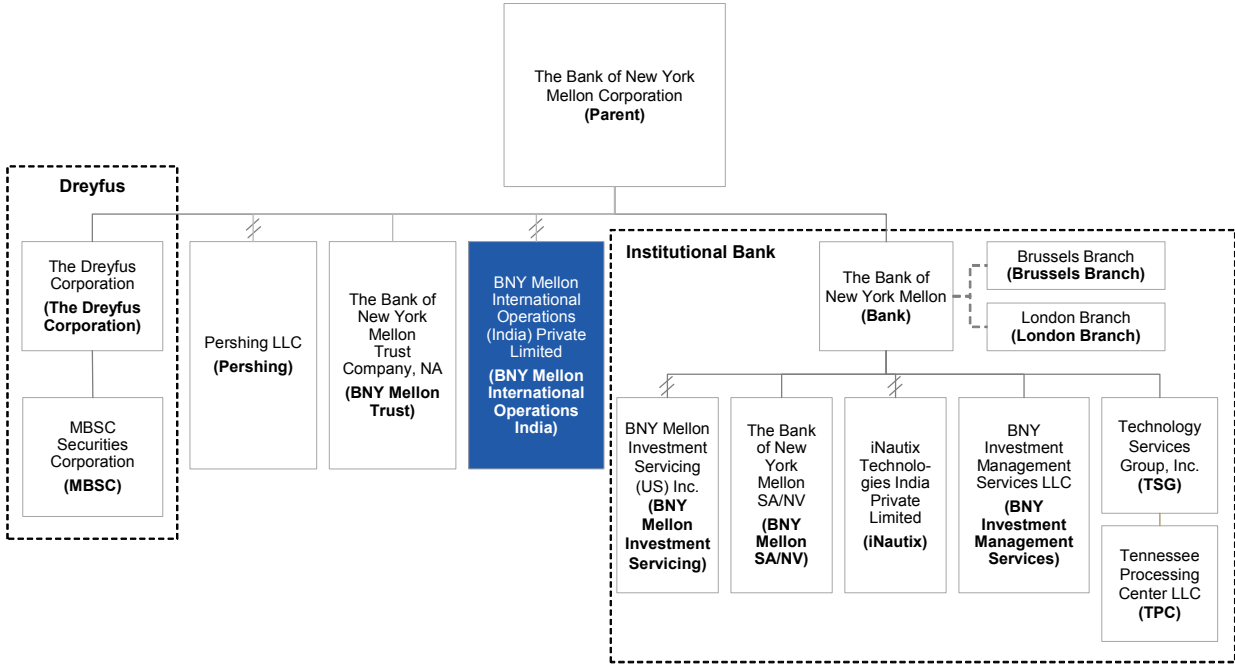 The Bank of New York
Mellon Corporation
(Parent)
Dreyfus
The Dreyfus
Corporation
(The Dreyfus
Corporation)
MBSC
Securities
Corporation
(MBSC)
Pershing LLC
(Pershing)
The Bank of
New York
Mellon
Trust
Company, NA
(BNY Mellon
Trust)
BNY Mellon
International
Operations
(India) Private
Limited
(BNY Mellon
International
Operations
India)
Institutional Bank
The Bank of
New York Mellon
(Bank)
Brussels Branch
(Brussels Branch)
London Branch
(London Branch)
BNY Mellon
Investment
Servicing
(US) Inc.
(BNY
Mellon
Investment
Servicing)
The Bank
of New
York
Mellon
SA/NV
(BNY
Mellon
SA/NV)
iNautix
Technolo-
gies India
Private
Limited
(iNautix)
BNY
Investment
Management
Services LLC
(BNY
Investment
Management
Services)
Technology
Services
Group, Inc.
(TSG)
Tennessee
Processing
Center LLC
(TPC)